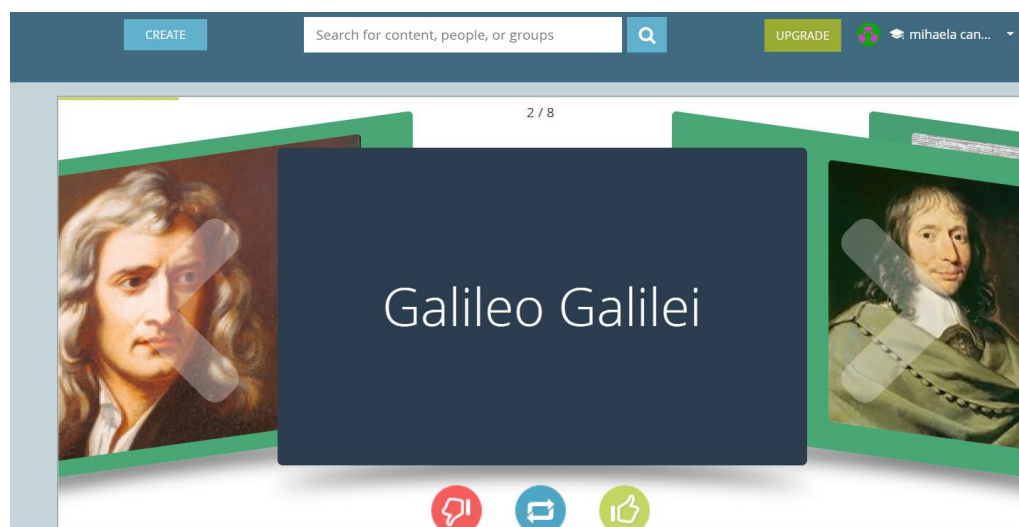 CREATE
Search for content, people, or groups
UPGRADE
mihaela can...
2 / 8
Galileo Galilei